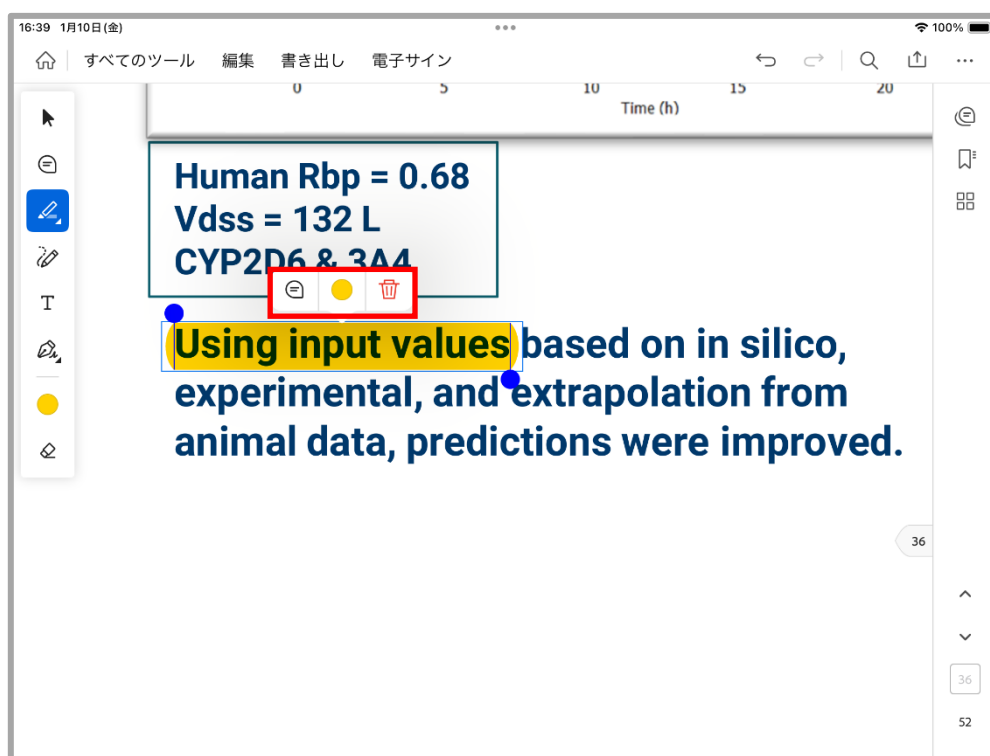 16:39 1月10日(金)
100%
すべてのツール 編集 書き出し 電子サイン
0 5 10 15 20
Time (h)
Human Rbp = 0.68
Vdss = 132 L
CYP2D6 & 3A4
T
Using input values based on in silico,
experimental, and extrapolation from
animal data, predictions were improved.
36
36
52